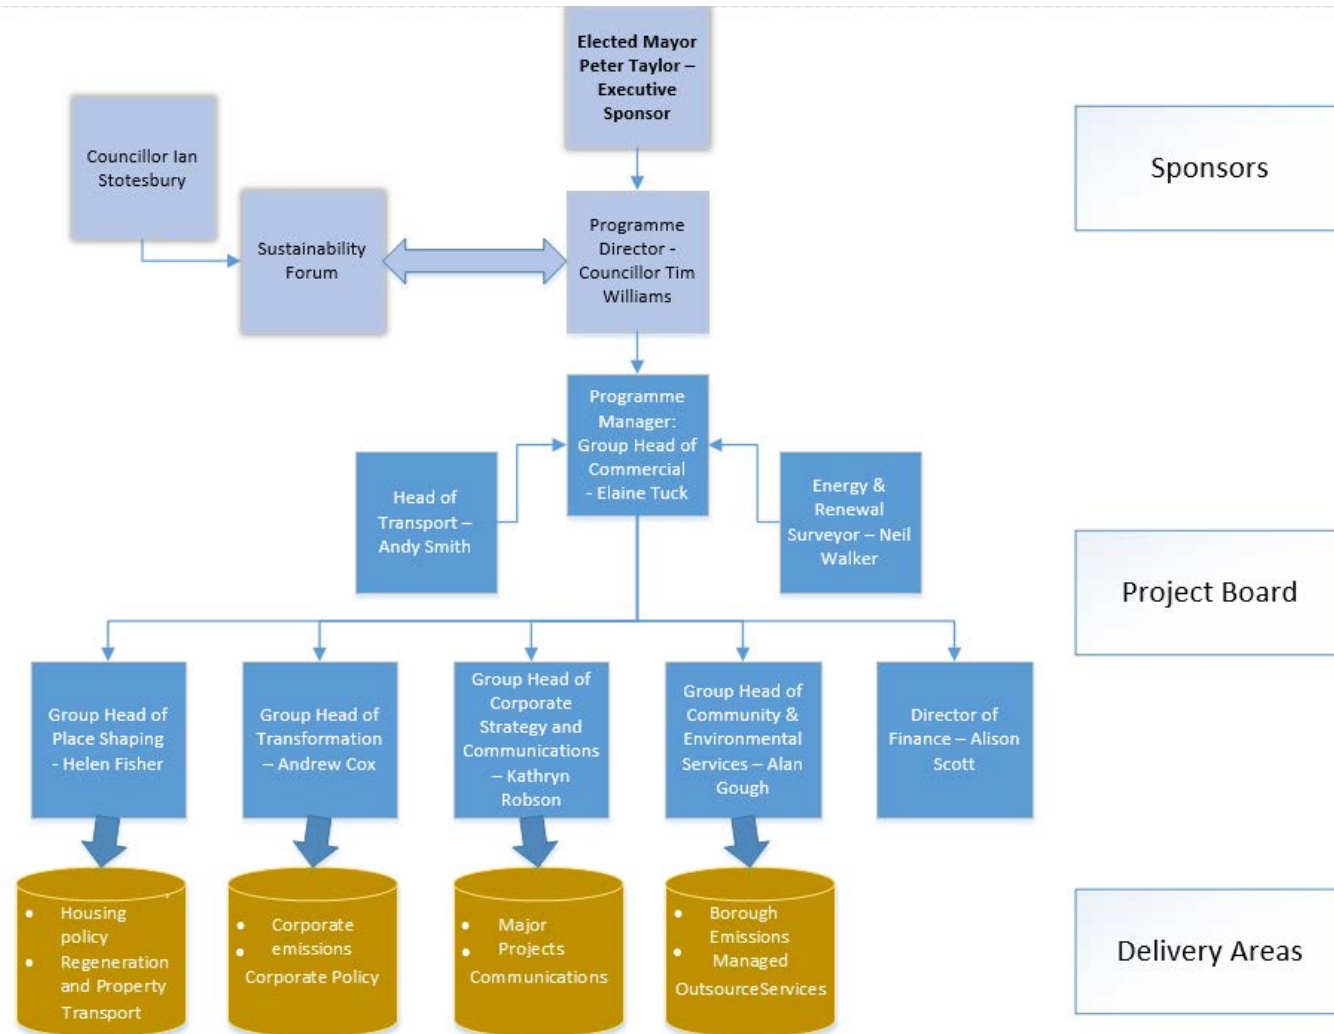 Elected Mayor
Peter Taylor –
Executive
Sponsor
Councillor Ian
Stotesbury
Sustainability
Forum
Programme
Director -
Councillor Tim
Williams
Sponsors
Programme
Manager:
Group Head of
Commercial
- Elaine Tuck
Head of
Transport –
Andy Smith
Energy &
Renewal
Surveyor – Neil
Walker
Project Board
Group Head of
Place Shaping
- Helen Fisher
Group Head of
Transformation
– Andrew Cox
Group Head of
Corporate
Strategy and
Communications
– Kathryn
Robson
Group Head of
Community &
Environmental
Services – Alan
Gough
Director of
Finance – Alison
Scott
• Housing
policy
• Regeneration
and Property
Transport
• Corporate
• emissions
Corporate Policy
• Major
• Projects
Communications
• Borough
• Emissions
Managed
OutsourceServices
Delivery Areas